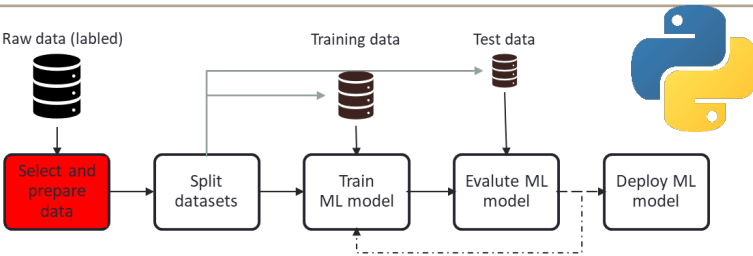 Raw data (labled)
Training data
Test data
Select and
prepare
data
Split
datasets
Train
ML model
Evalute ML
model
Deploy ML
model